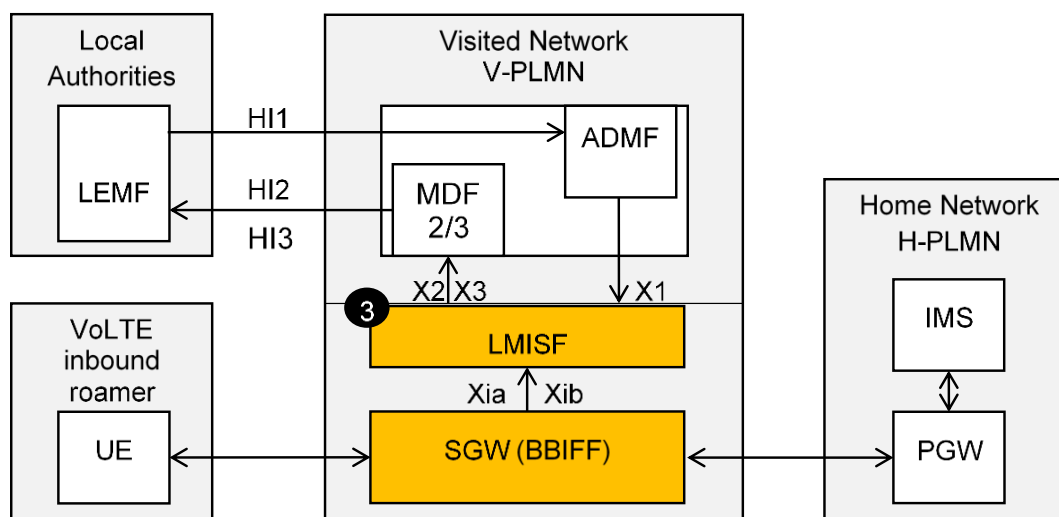 Local
Authorities
LEMF
HI1
HI2
HI3
Visited Network
V-PLMN
ADMF
MDF
2/3
X2 X3
X1
3
LMISF
Xia Xib
SGW (BBIFF)
VoLTE
inbound
roamer
UE
Home Network
H-PLMN
IMS
PGW